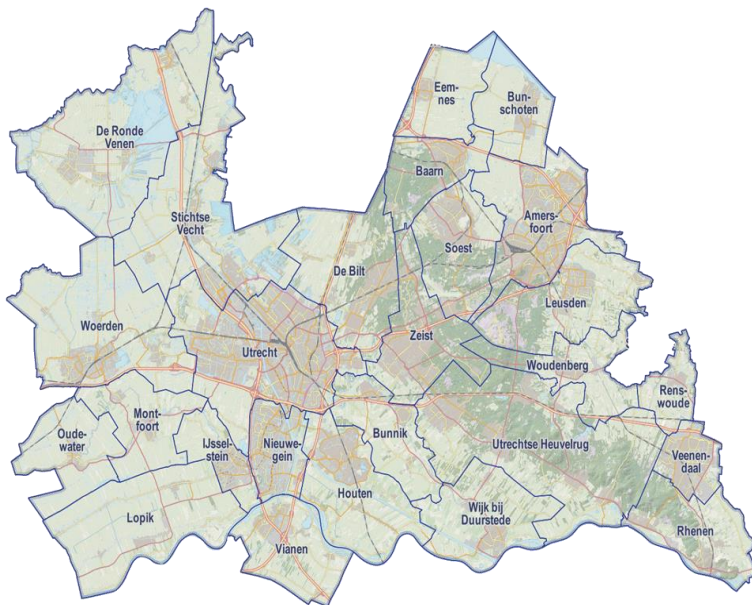 Eem-
nes
Bun-
schoten
De Ronde
Venen
Baarn
Stichtse
Vecht
Amers-
foort
Soest
De Bilt
Leusden
Woerden
Utrecht
Zeist
Woudenberg
Rens-
woude
Oude-
water
Mont-
foort
IJssel-
stein
Nieuwe-
gein
Bunnik
Utrechtse Heuvelrug
Veenen-
daal
Houten
Lopik
Wijk bij
Duurstede
Vianen
Rhenen